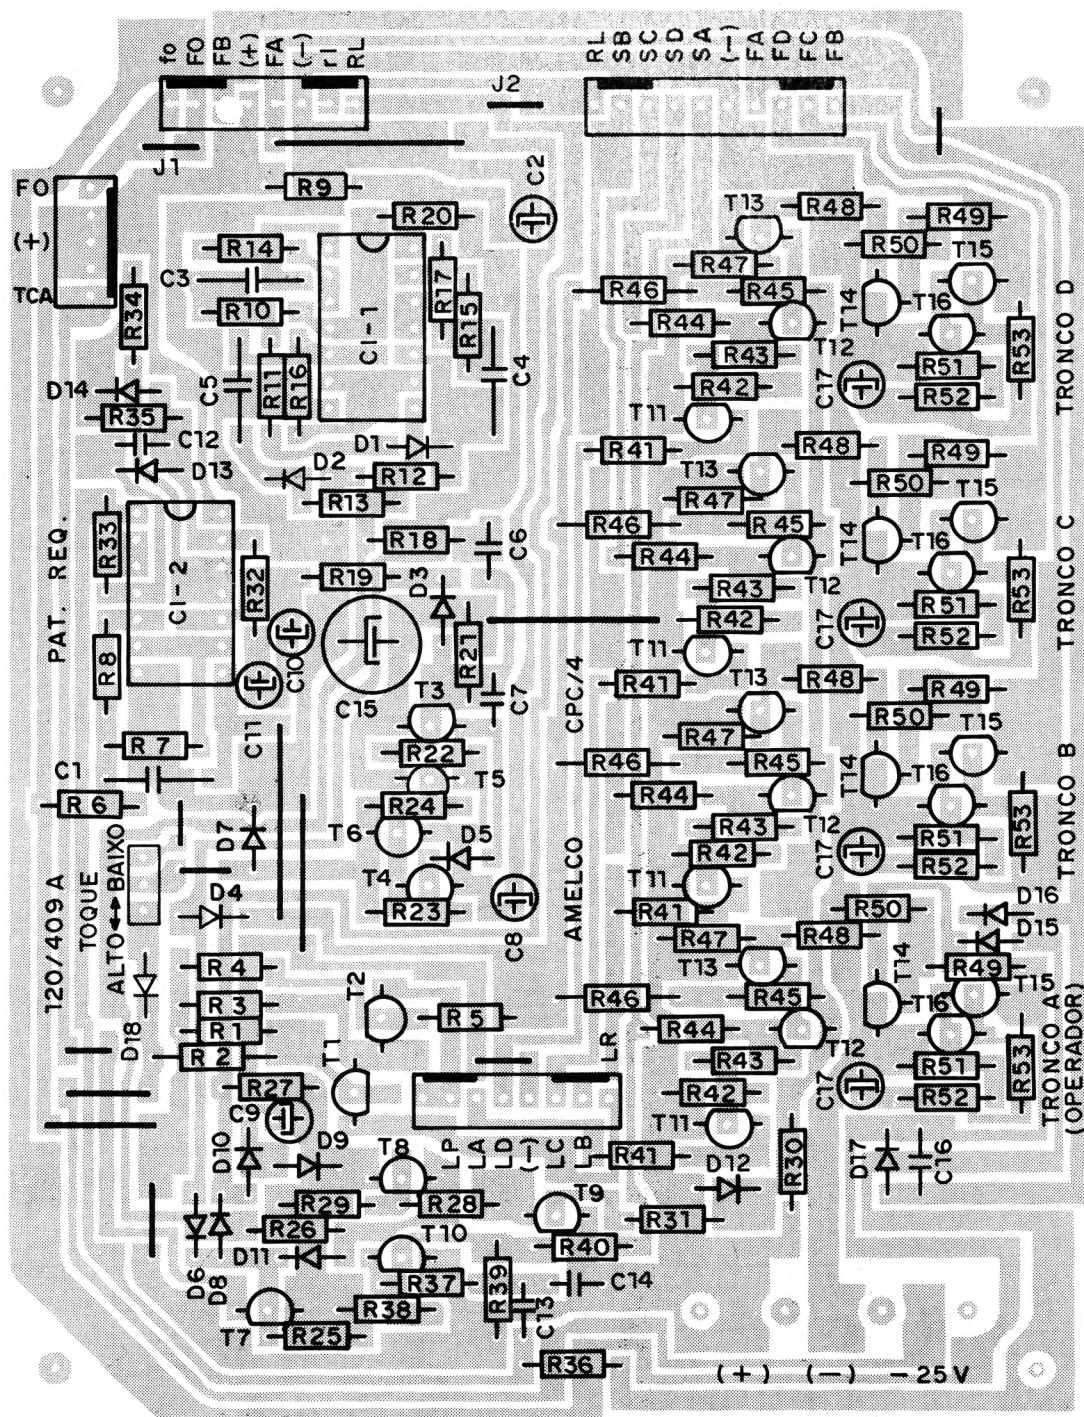 fo
FO
FB
(+)
FA
(-)
rl
RL
J1
J2
RL
SB
SC
SD
SA
(-)
FA
FD
FC
FB
FO
(+)
TCA
R9
R20
C2
R14
C3
R10
R34
R17
R15
CI-1
C4
C5
R11
R16
D14
R35
C12
D13
D1
D2
R12
R13
R18
C6
R33
CI-2
R32
R19
D3
PAT. REQ.
R8
C10
C11
C15
R21
C7
T3
R22
T5
R24
T6
D5
T4
R23
C8
R 7
C1
R 6
D7
D4
120/409 A
TOQUE
ALTO↔BAIXO
D18
R 4
R 3
R 1
R 2
T2
R 5
T1
R27
C9
D10
D9
T8
R29
R28
R26
D11
T10
D6
D8
R37
R38
T7
R25
R39
C13
C14
R36
R40
T9
R31
D12
R30
LP
LA
LD
(-)
LC
LB
LR
AMELCO
CPC/4
T13
R48
R49
R50
T15
R47
R46
R45
T14
T16
R44
R43
T12
R53
R51
R42
C17
R52
T11
R41
TRONCO D
T13
R48
R49
R50
T15
R47
R46
R45
T14
T16
R44
R43
T12
R53
R51
R42
C17
R52
T11
R41
TRONCO C
T13
R48
R49
R50
T15
R47
R46
R45
T14
T16
R44
R43
T12
R53
R51
R42
C17
R52
T11
R41
TRONCO B
R50
D16
R48
D15
R47
T13
R49
T14
T15
R46
R45
T16
R44
T12
R43
R51
R53
R42
C17
R52
T11
R41
TRONCO A
(OPERADOR)
D17
C16
(+)
(-)
-25V